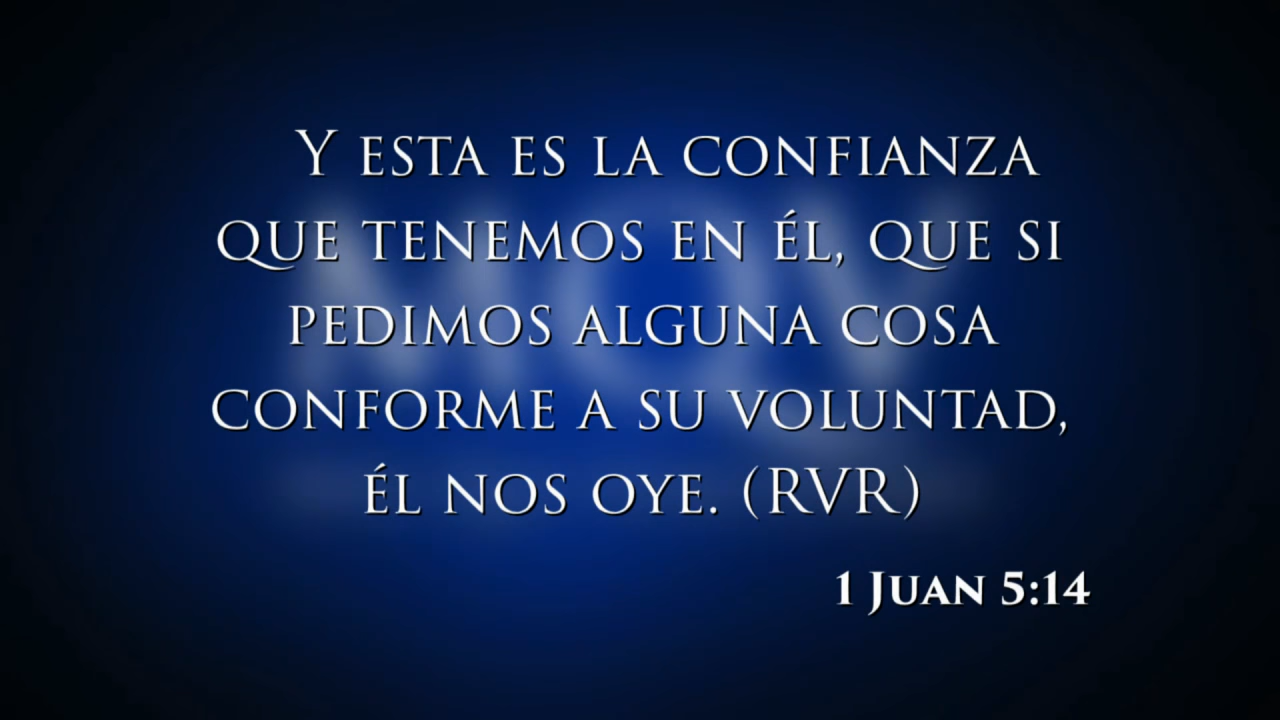 Y ESTA ES LA CONFIANZA
QUE TENEMOS EN ÉL, QUE SI
PEDIMOS ALGUNA COSA
CONFORME A SU VOLUNTAD,
ÉL NOS OYE. (RVR)
1 JUAN 5:14